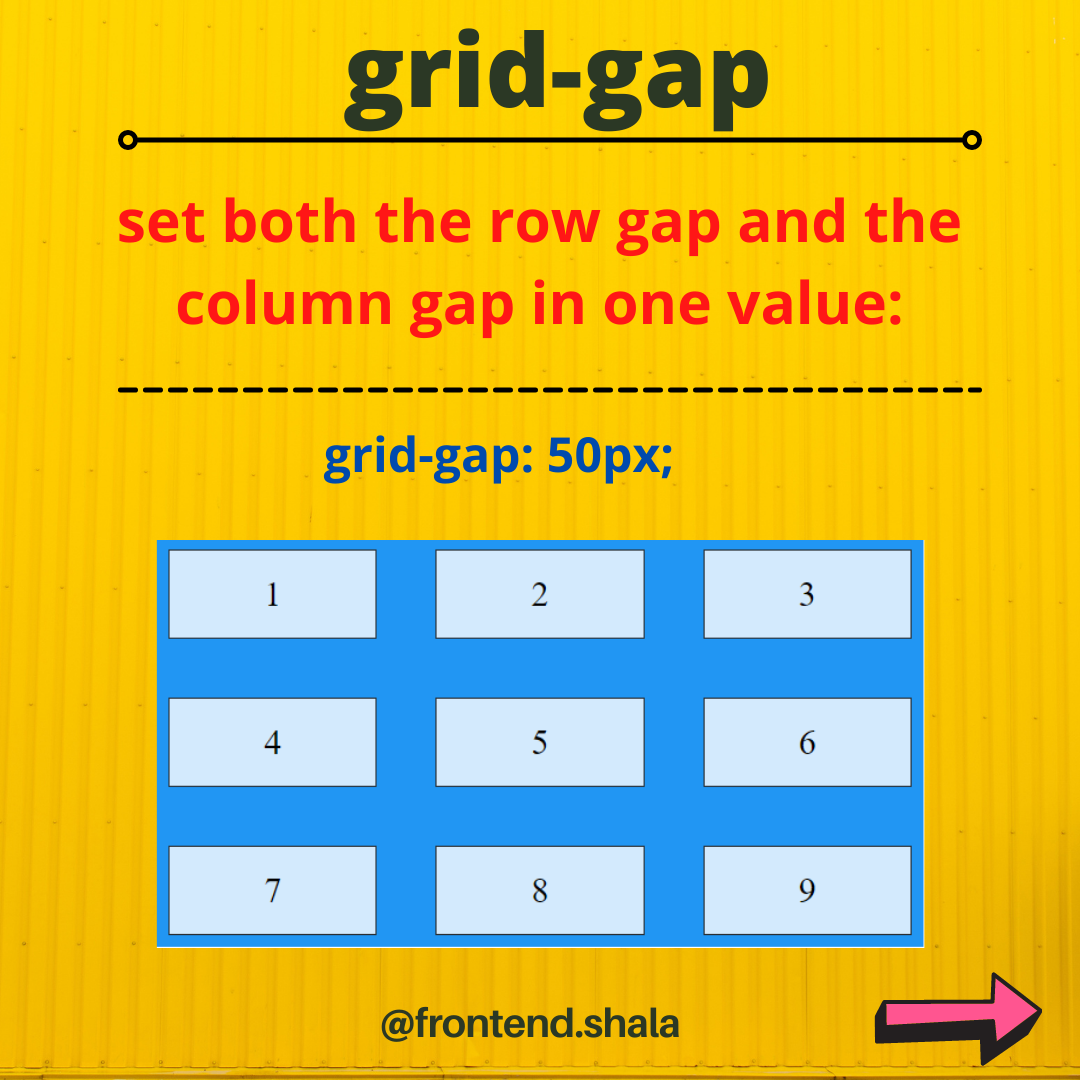 grid-gap
set both the row gap and the
column gap in one value:
grid-gap: 50px;
1 2 3
4 5 6
7 8 9
@frontend.shala